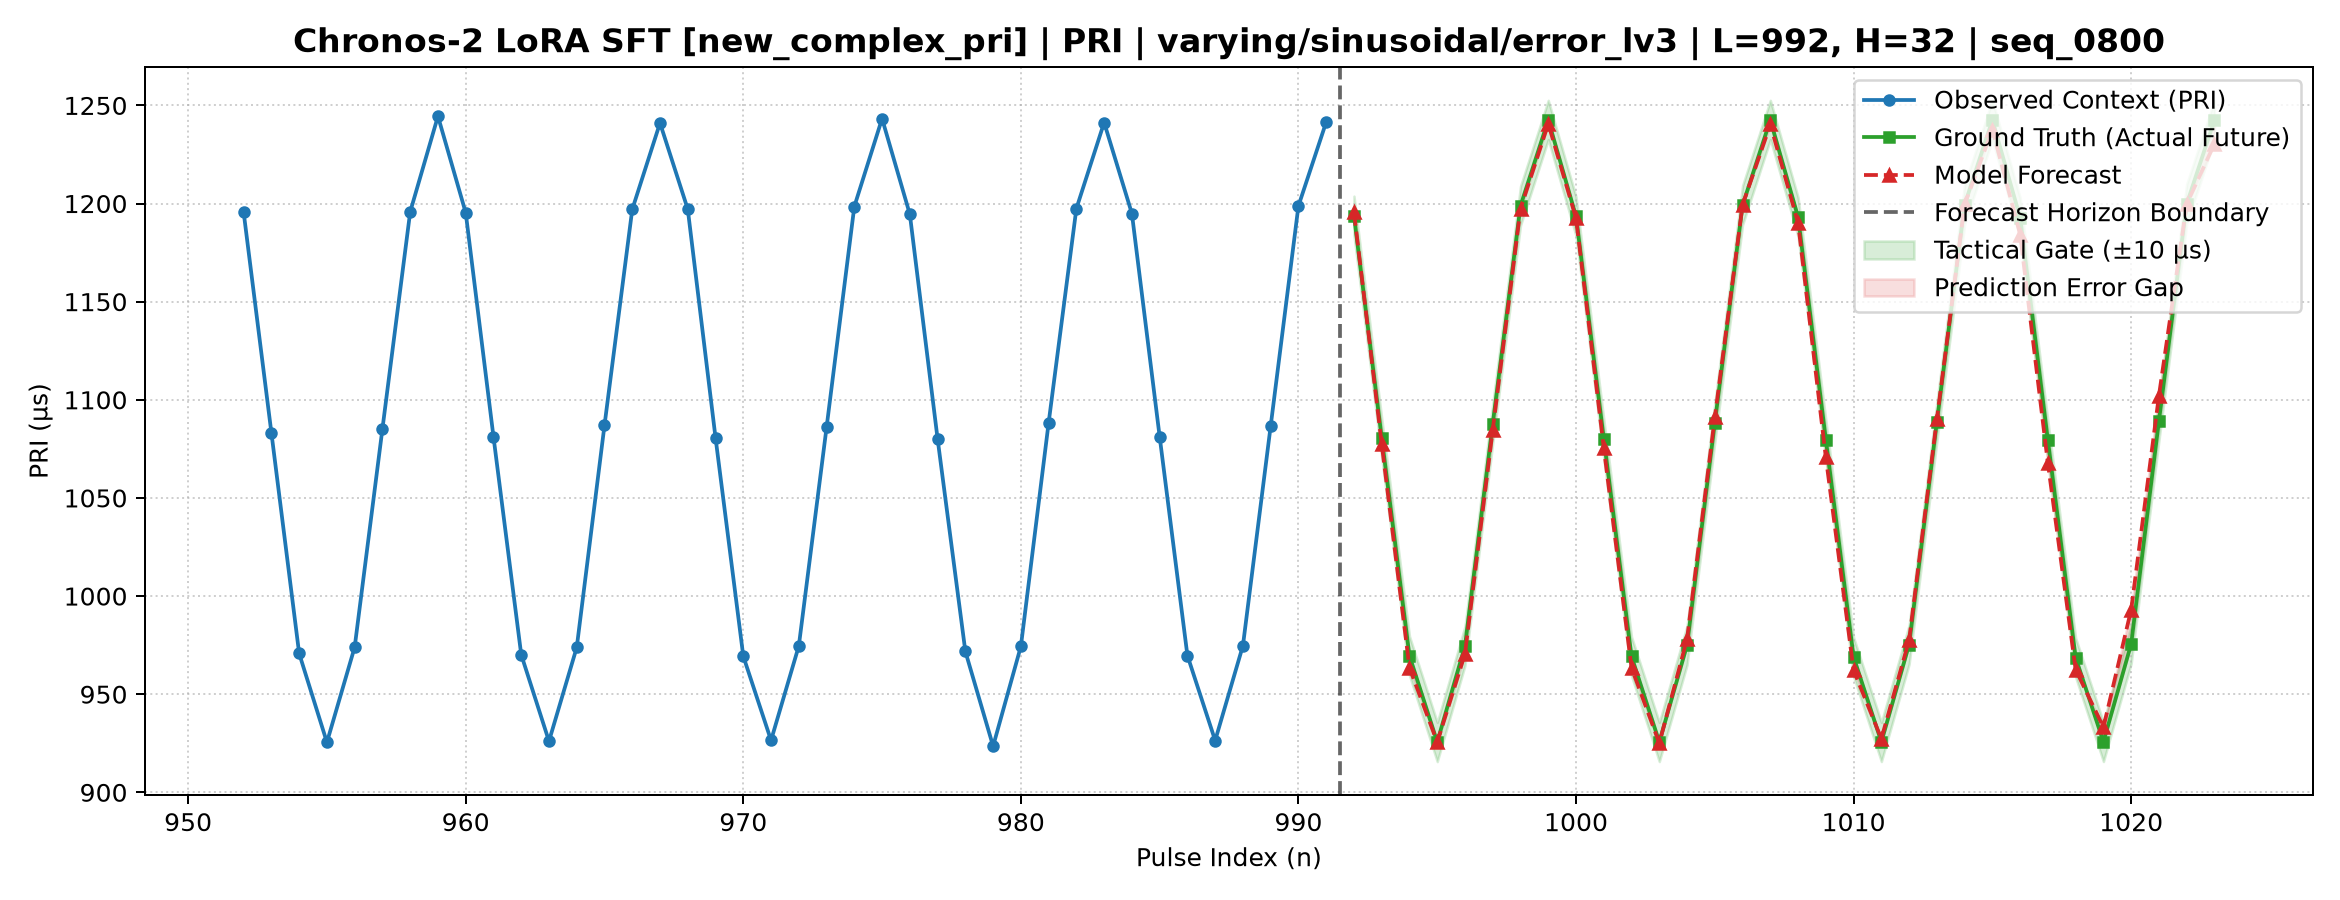 Chronos-2 LoRA SFT [new_complex_pri] | PRI | varying/sinusoidal/error_lv3 | L=992, H=32 | seq_0800
Observed Context (PRI)
Ground Truth (Actual Future)
Model Forecast
Forecast Horizon Boundary
Tactical Gate (±10 μs)
Prediction Error Gap
PRI (μs)
1250
1200
1150
1100
1050
1000
950
900
950 960 970 980 990 1000 1010 1020
Pulse Index (n)